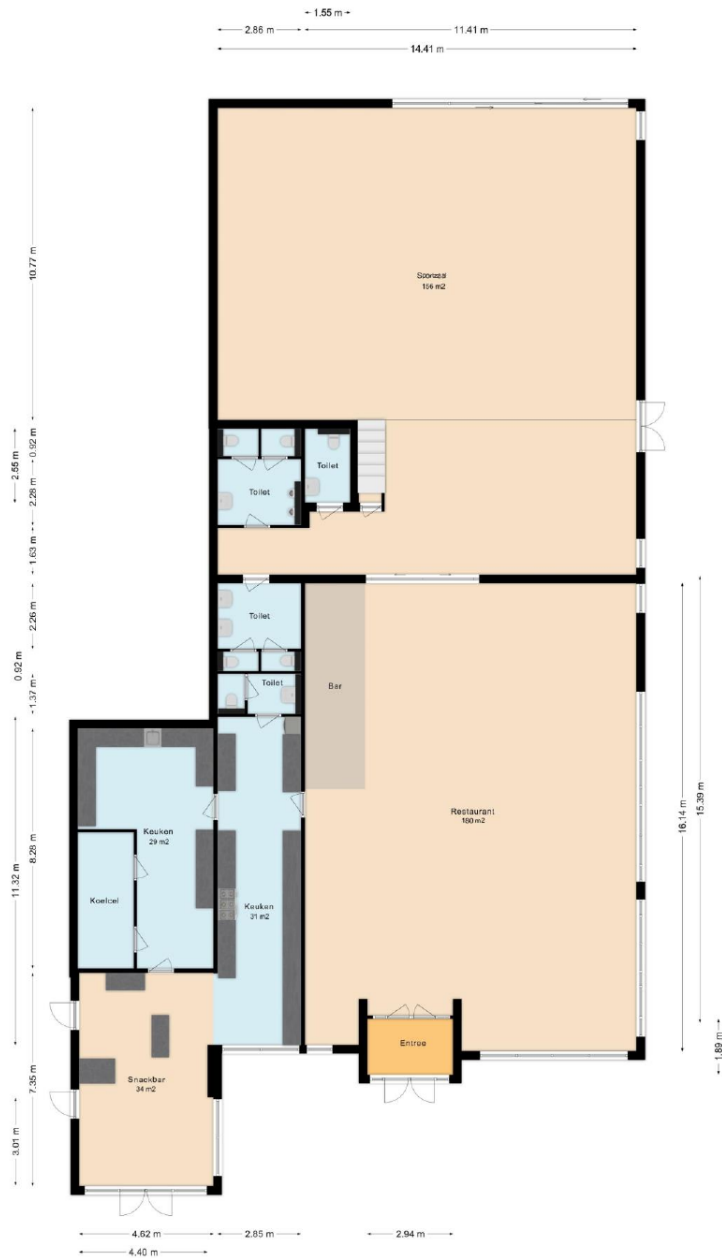 1.55 m
2.86 m
11.41 m
14.41 m
10.77 m
156 m2
0.92 m
2.55 m
2.28 m
Toilet
Toilet
1.63 m
2.26 m
Toilet
0.92 m
1.37 m
Toilet
Bar
15.39 m
16.14 m
Restaurant
190 m2
8.28 m
11.32 m
Keuken
29 m2
Koelcel
Keuken
31 m2
Entree
1.89 m
7.35 m
Snackbar
34 m2
3.01 m
4.62 m
2.85 m
2.94 m
4.40 m